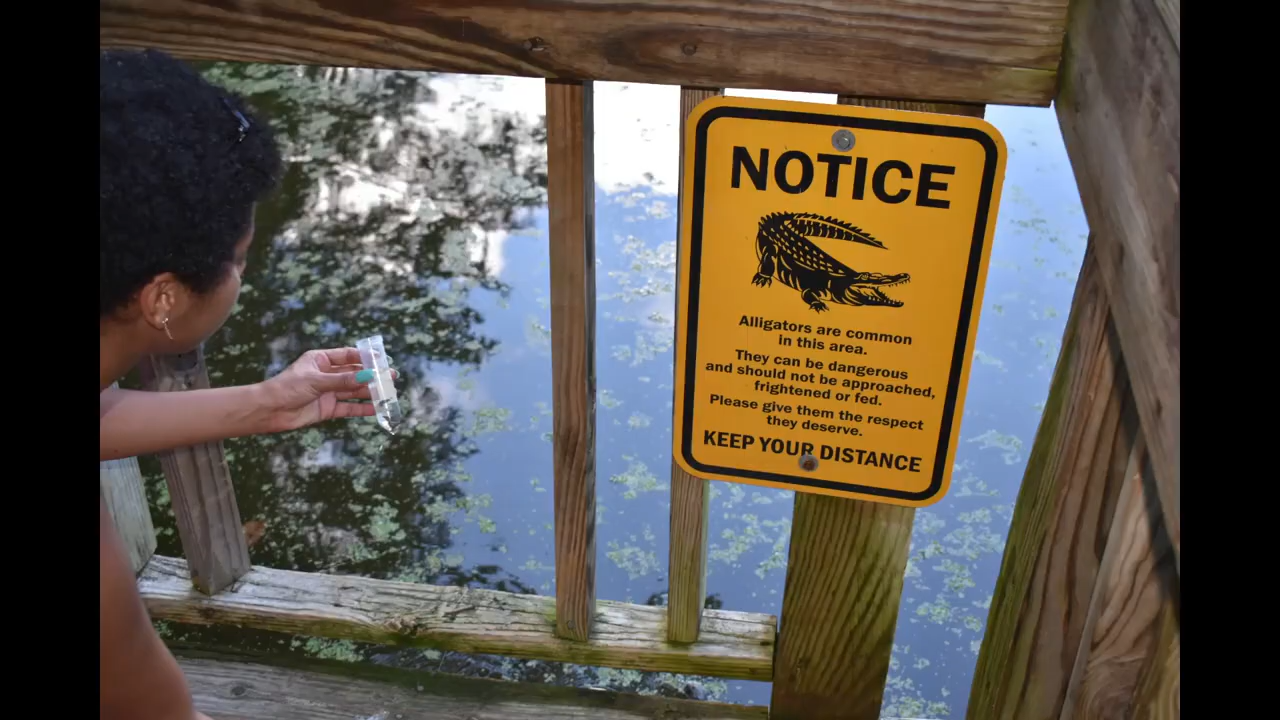 NOTICE
Alligators are common
in this area.
They can be dangerous
and should not be approached,
frightened or fed.
Please give them the respect
they deserve.
KEEP YOUR DISTANCE